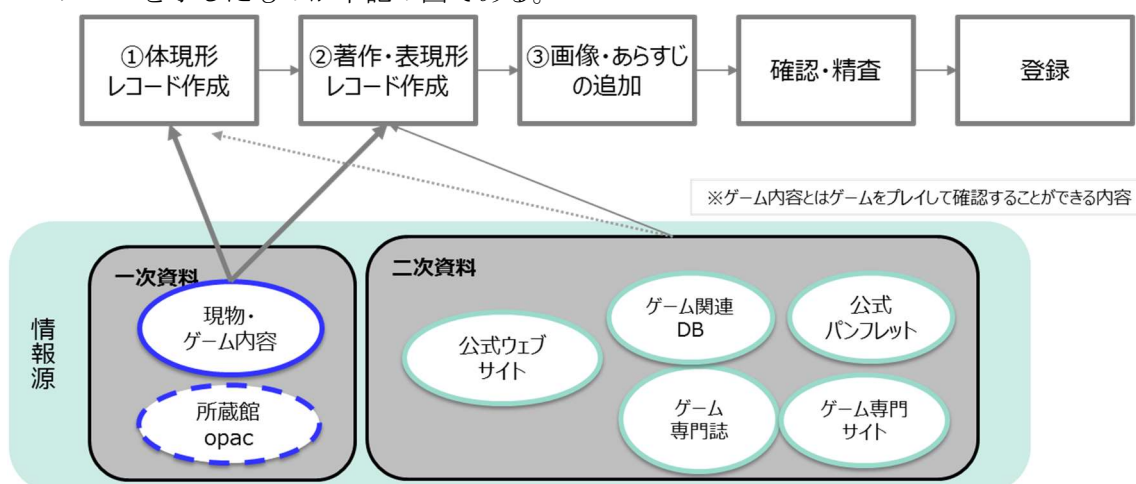 ①体現形
レコード作成
②著作・表現形
レコード作成
③画像・あらすじ
の追加
確認・精査
登録
※ゲーム内容とはゲームをプレイして確認することができる内容
情報源
一次資料
現物・
ゲーム内容
所蔵館
opac
二次資料
公式ウェブ
サイト
ゲーム関連
DB
公式
パンフレット
ゲーム
専門誌
ゲーム専門
サイト